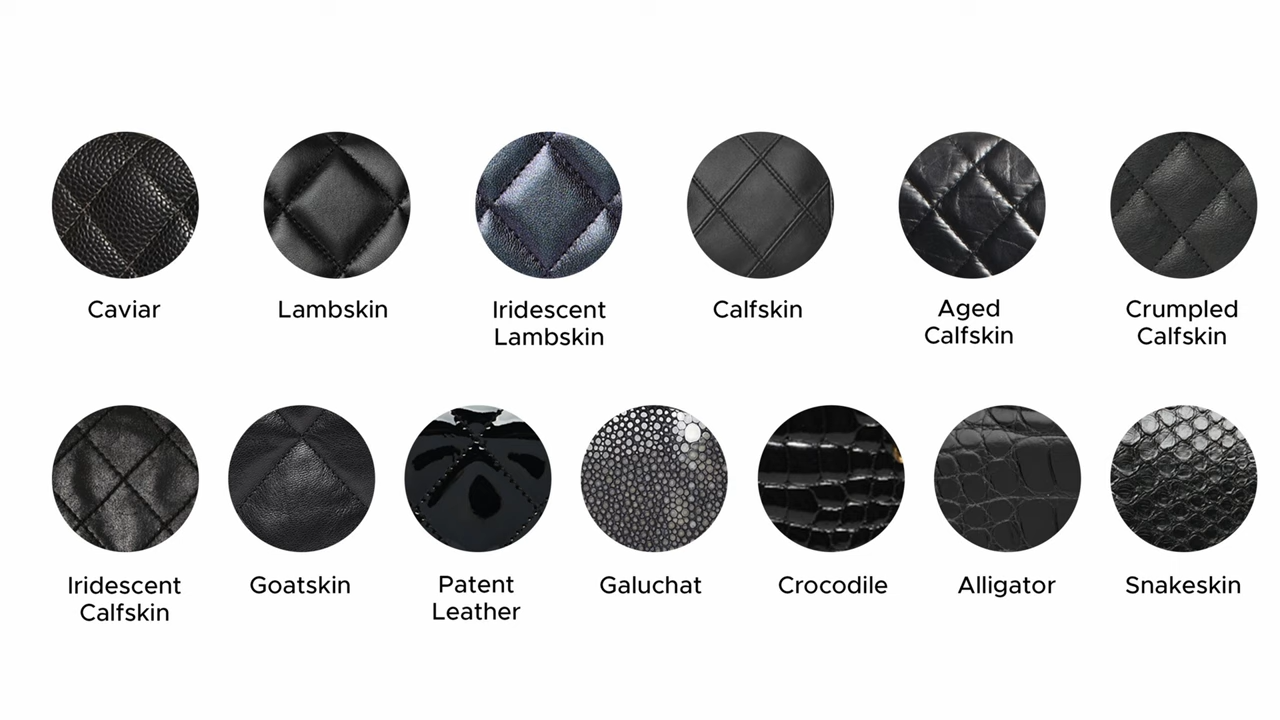 Caviar
Lambskin
Iridescent
Lambskin
Calfskin
Aged
Calfskin
Crumpled
Calfskin
Iridescent
Calfskin
Goatskin
Patent
Leather
Galuchat
Crocodile
Alligator
Snakeskin